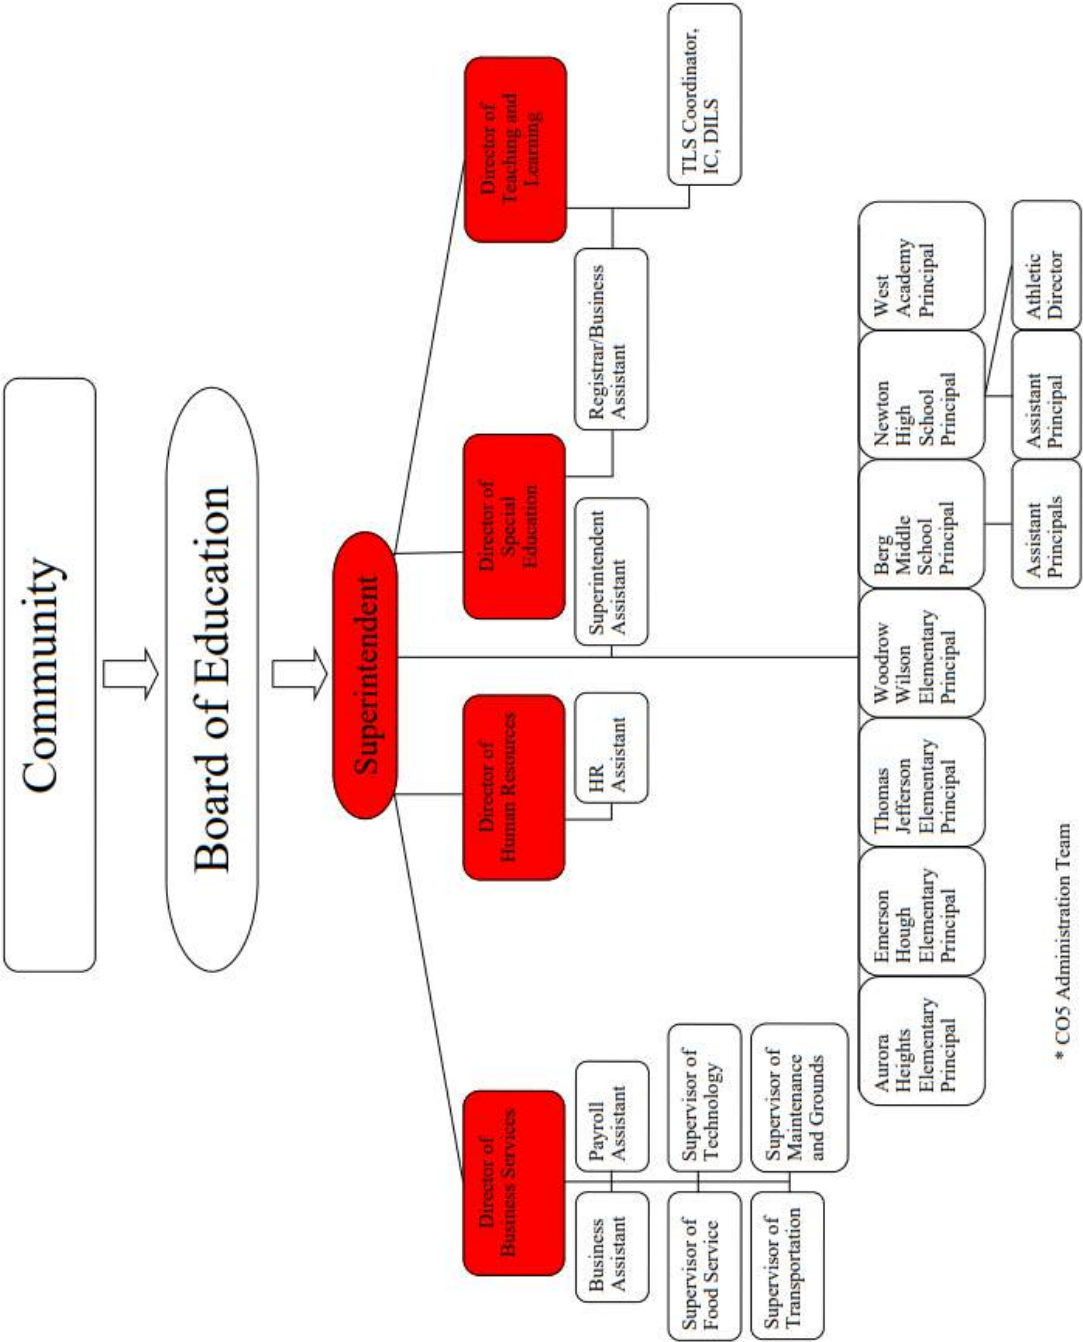 Community
Board of Education
Superintendent
Director of
Business Services
Director of
Human Resources
Director of
Special
Education
Director of
Teaching and
Learning
Business
Assistant
Payroll
Assistant
HR
Assistant
Superintendent
Assistant
Registrar/Business
Assistant
Supervisor of
Food Service
Supervisor of
Technology
TLS Coordinator,
IC, DILS
Supervisor of
Transportation
Supervisor of
Maintenance
and Grounds
Aurora
Heights
Elementary
Principal
Emerson
Hough
Elementary
Principal
Thomas
Jefferson
Elementary
Principal
Woodrow
Wilson
Elementary
Principal
Berg
Middle
School
Principal
Newton
High
School
Principal
West
Academy
Principal
Assistant
Principals
Assistant
Principal
Athletic
Director
* CO5 Administration Team